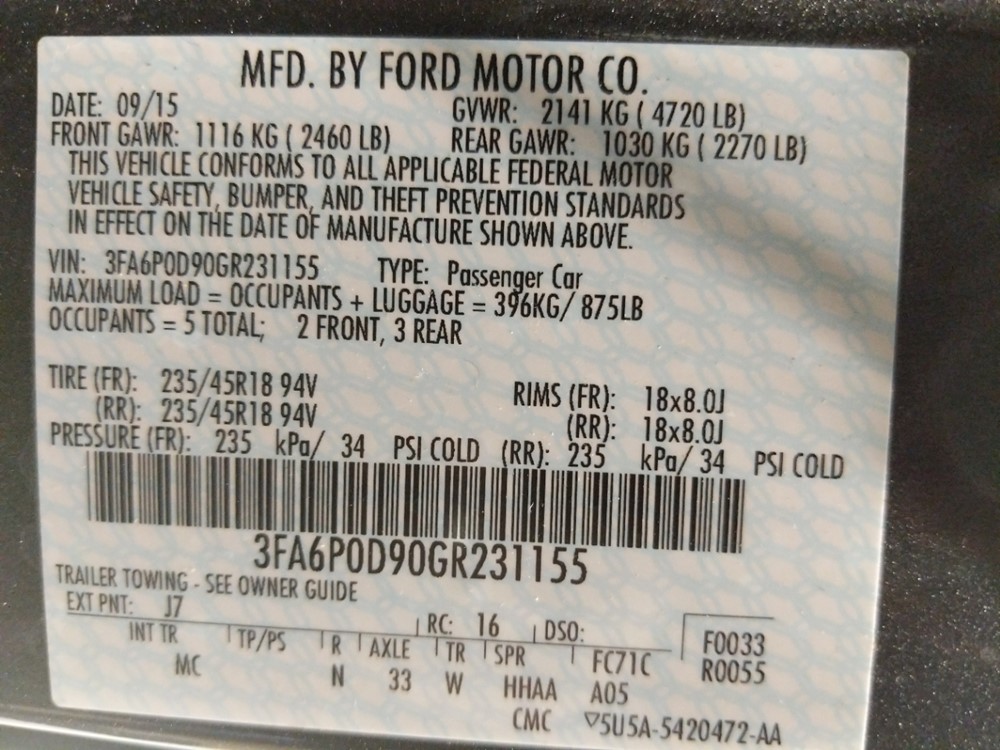 MFD. BY FORD MOTOR CO.
DATE: 09/15 GVWR: 2141 KG ( 4720 LB)
FRONT GAWR: 1116 KG ( 2460 LB) REAR GAWR: 1030 KG ( 2270 LB)
THIS VEHICLE CONFORMS TO ALL APPLICABLE FEDERAL MOTOR
VEHICLE SAFETY, BUMPER, AND THEFT PREVENTION STANDARDS
IN EFFECT ON THE DATE OF MANUFACTURE SHOWN ABOVE.
VIN: 3FA6P0D90GR231155 TYPE: Passenger Car
MAXIMUM LOAD = OCCUPANTS + LUGGAGE = 396KG/ 875LB
OCCUPANTS = 5 TOTAL; 2 FRONT, 3 REAR
TIRE (FR): 235/45R18 94V RIMS (FR): 18x8.0J
(RR): 235/45R18 94V (RR): 18x8.0J
PRESSURE (FR): 235 kPa/ 34 PSI COLD (RR): 235 kPa/ 34 PSI COLD
3FA6P0D90GR231155
TRAILER TOWING - SEE OWNER GUIDE
EXT PNT: J7 RC: 16 DSO: F0033
INT TR TP/PS R AXLE TR SPR FC71C R0055
MC N 33 W HHAA A05
CMC ▽5U5A-5420472-AA